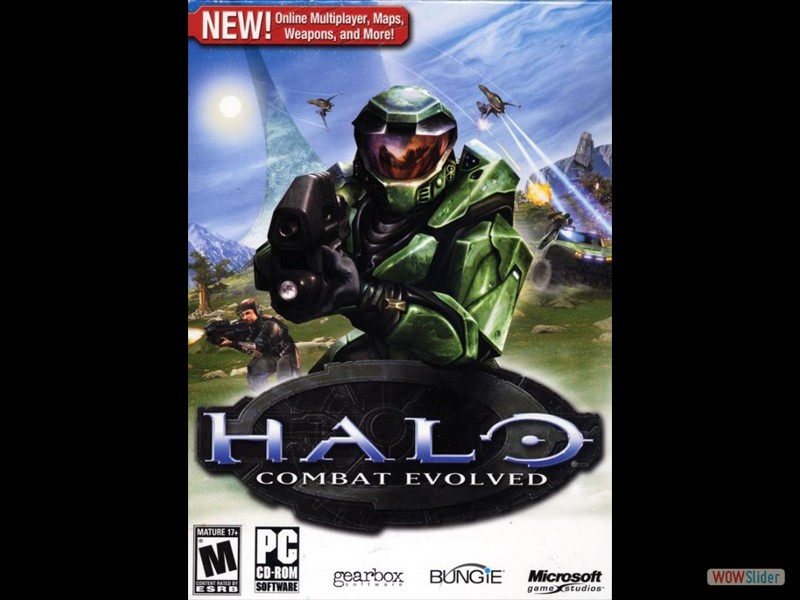 NEW! Online Multiplayer, Maps,
Weapons, and More!
HALO
®
COMBAT EVOLVED
MATURE 17+
M
®
CONTENT RATED BY
ESRB
PC
CD-ROM
SOFTWARE
gearbox
software
BUNGIE
Microsoft
game studios
WOWSlider